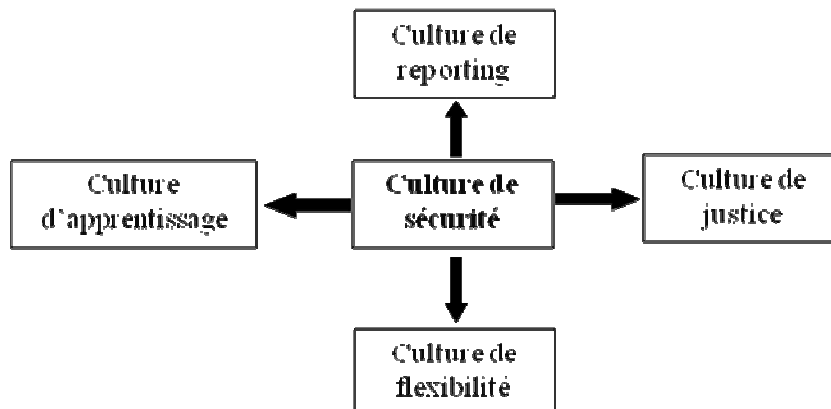 Culture de
reporting
Culture
d'apprentissage
Culture de
sécurité
Culture de
justice
Culture de
flexibilité